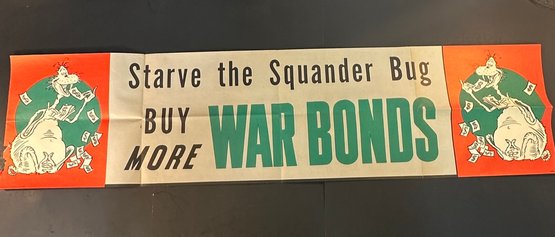 Starve the Squander Bug
BUY
MORE
WAR BONDS